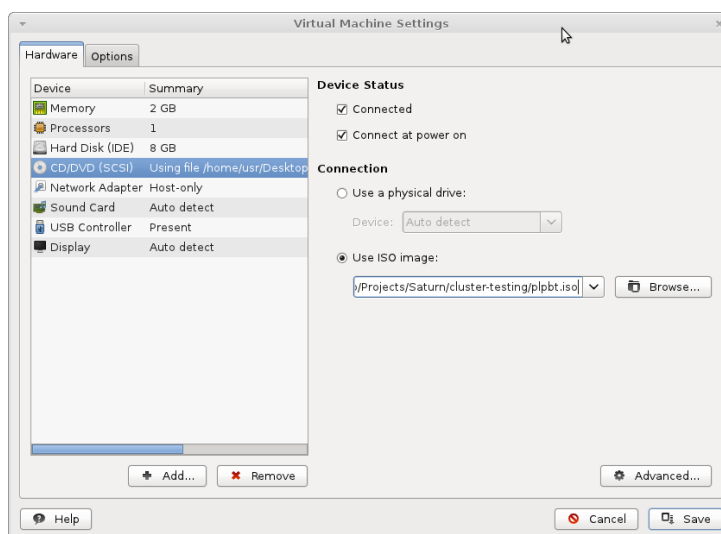 Virtual Machine Settings
Hardware
Options
Device Summary
Memory 2 GB
Processors 1
Hard Disk (IDE) 8 GB
CD/DVD (SCSI) Using file /home/usr/Desktop
Network Adapter Host-only
Sound Card Auto detect
USB Controller Present
Display Auto detect
Add...
Remove
Device Status
Connected
Connect at power on
Connection
Use a physical drive:
Device: Auto detect
Use ISO image:
/Projects/Saturn/cluster-testing/plpbt.iso
Browse...
Advanced...
Help
Cancel
Save